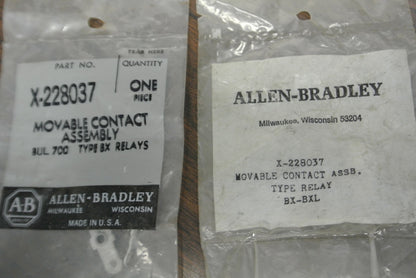 TEAR HERE
PART NO.
QUANTITY
X-228037
ONE
PIECE
MOVABLE CONTACT
ASSEMBLY
BUL. 700 TYPE BX RELAYS
AB
ALLEN-BRADLEY
MILWAUKEE WISCONSIN
MADE IN U.S.A.
ALLEN-BRADLEY
Milwaukee, Wisconsin 53204
X-228037
MOVABLE CONTACT ASSB.
TYPE RELAY
BX-BXL